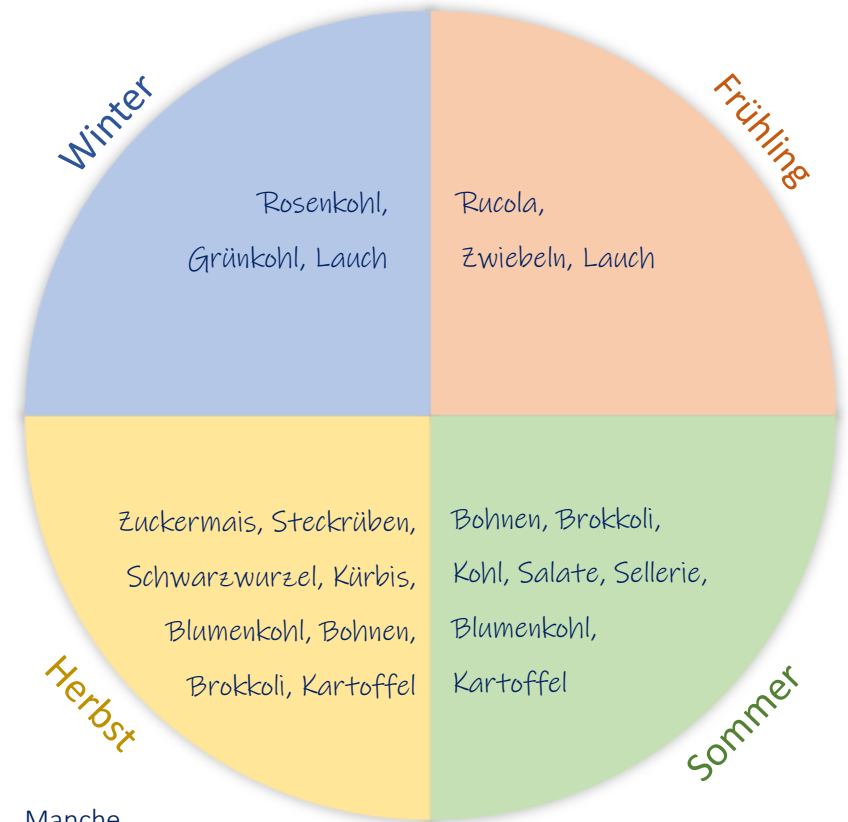 Winter
Rosenkohl,
Grünkohl, Lauch
Frühling
Rucola,
Zwiebeln, Lauch
Herbst
Zuckermais, Steckrüben,
Schwarzwurzel, Kürbis,
Blumenkohl, Bohnen,
Brokkoli, Kartoffel
Sommer
Bohnen, Brokkoli,
Kohl, Salate, Sellerie,
Blumenkohl,
Kartoffel
Manche